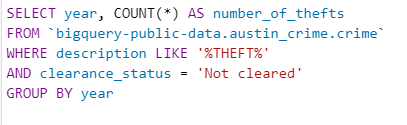 SELECT year, COUNT(*) AS number_of_thefts
FROM `bigquery-public-data.austin_crime.crime`
WHERE description LIKE '%THEFT%'
AND clearance_status = 'Not cleared'
GROUP BY year